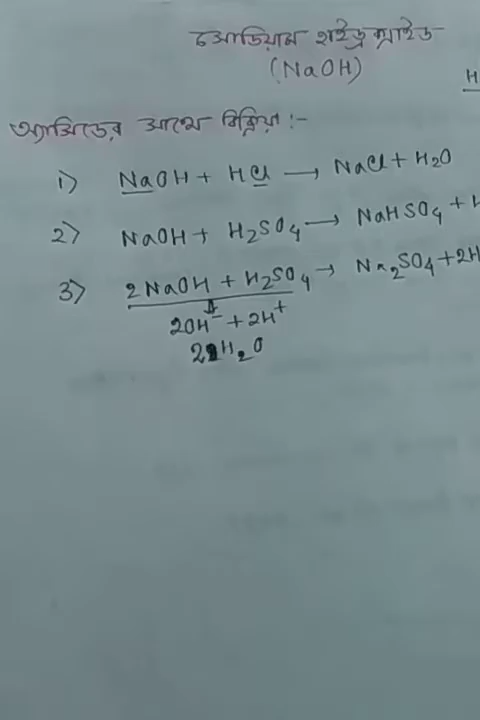 সোডিয়াম হাইড্রক্সাইড
(NaOH)
H
অ্যাসিডের সাথে বিক্রিয়া :-
1) NaOH + HCl → NaCl + H2O
2) NaOH + H2SO4 → NaHSO4 + H
3) 2NaOH + H2SO4 → Na2SO4 + 2H
2OH⁻ + 2H⁺
2H2O